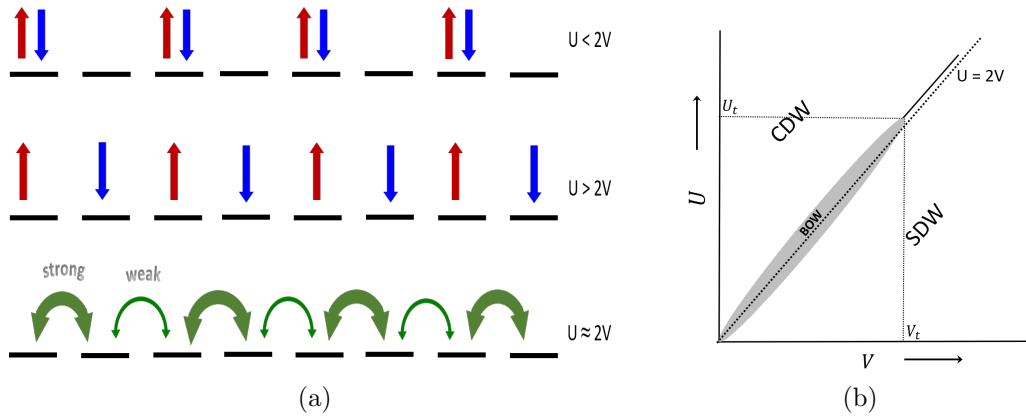 U < 2V
U > 2V
strong
weak
U ≈ 2V
(a)
U = 2V
U_t
CDW
U
BOW
SDW
V_t
V
(b)